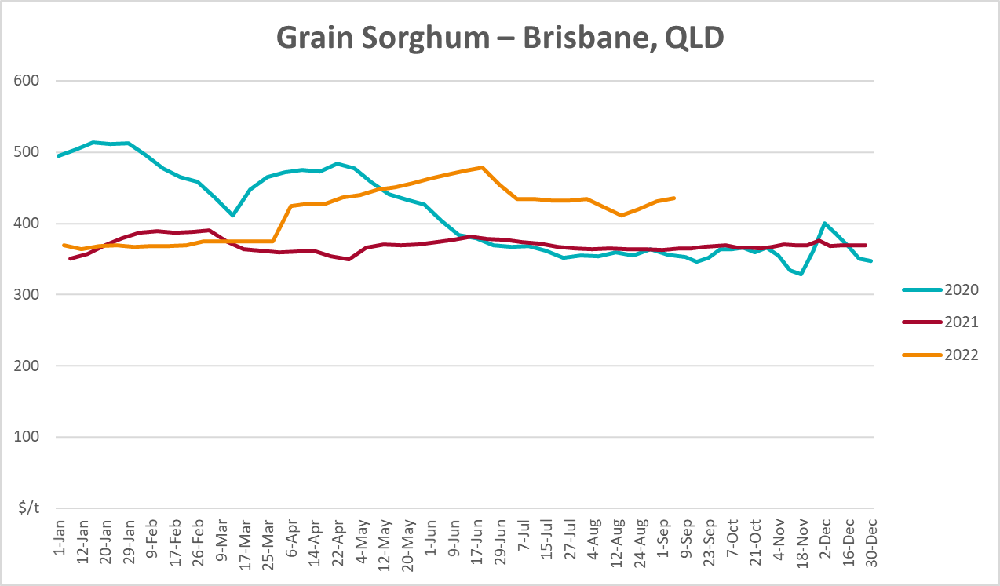 Grain Sorghum – Brisbane, QLD
600
500
400
300
200
100
$/t
2020
2021
2022
1-Jan
12-Jan
20-Jan
29-Jan
9-Feb
17-Feb
26-Feb
9-Mar
17-Mar
25-Mar
6-Apr
14-Apr
22-Apr
4-May
12-May
20-May
1-Jun
9-Jun
17-Jun
29-Jun
7-Jul
15-Jul
27-Jul
4-Aug
12-Aug
24-Aug
1-Sep
9-Sep
23-Sep
7-Oct
21-Oct
4-Nov
18-Nov
2-Dec
16-Dec
30-Dec